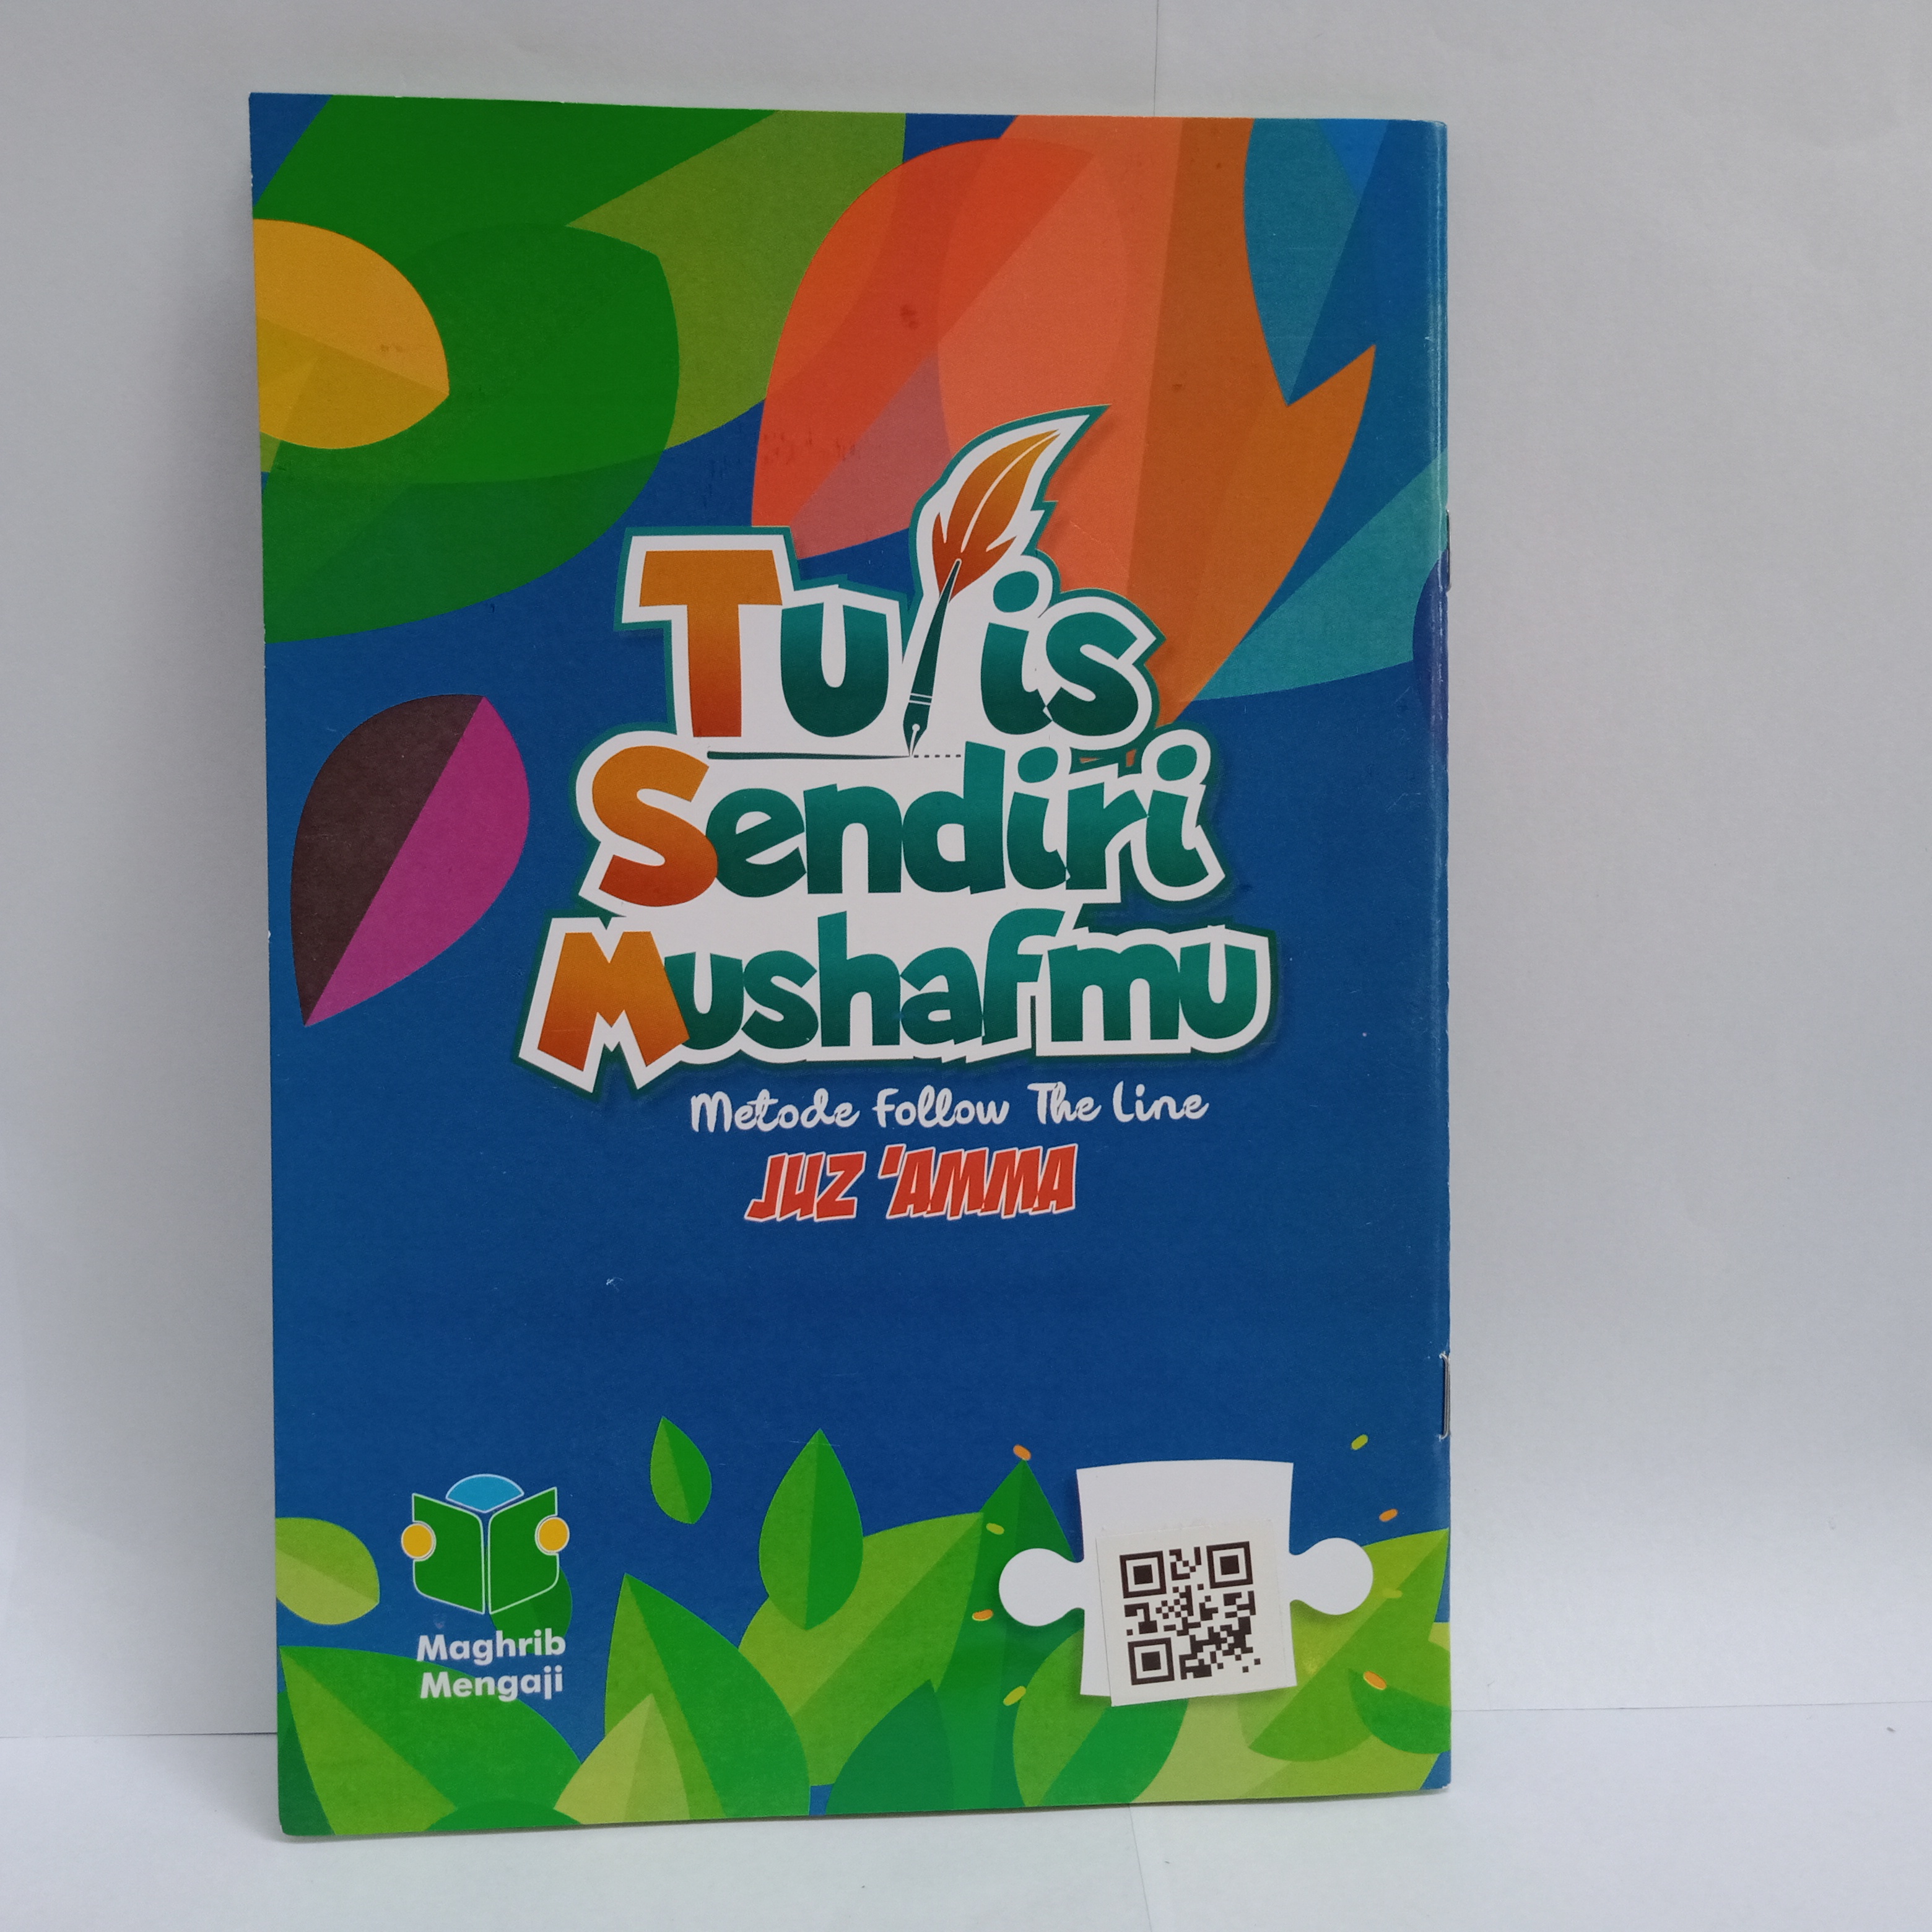 Tulis
Sendiri
Mushafmu
Metode Follow The Line
JUZ 'AMMA
Maghrib
Mengaji